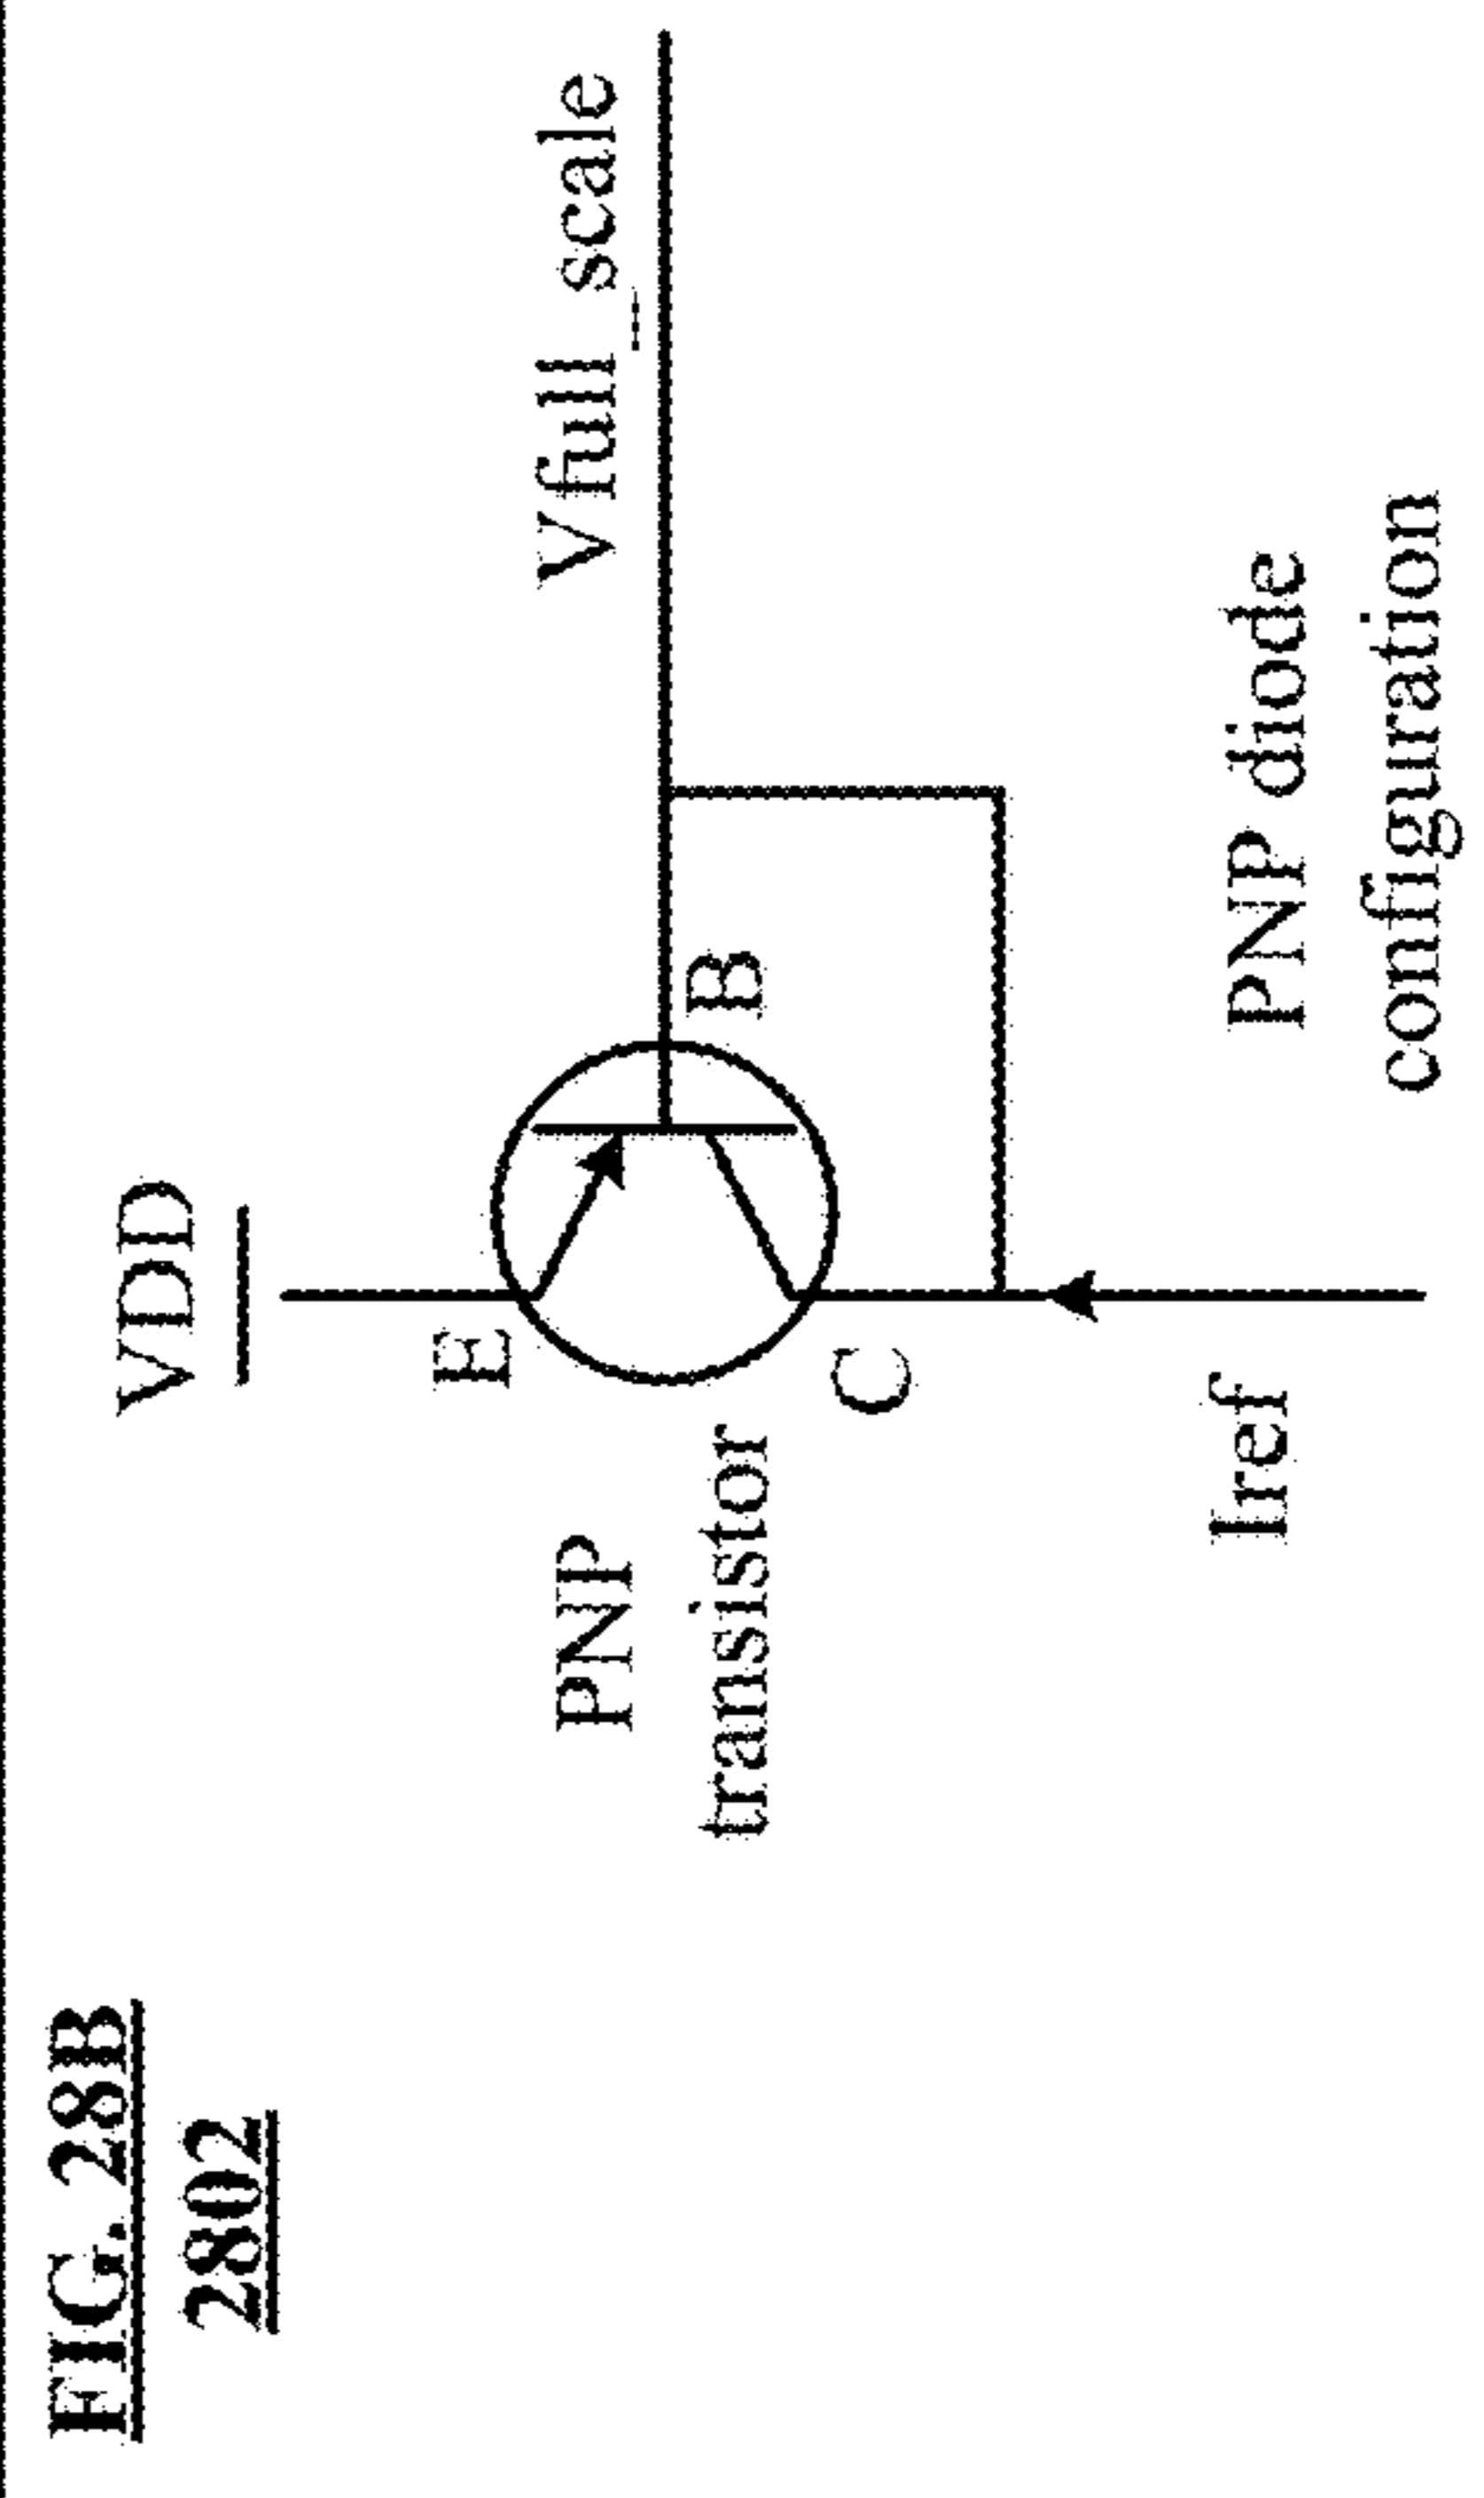 FIG. 28B
2802
VDD
E
Vfull_scale
PNP
transistor
B
C
Iref
PNP diode
configuration